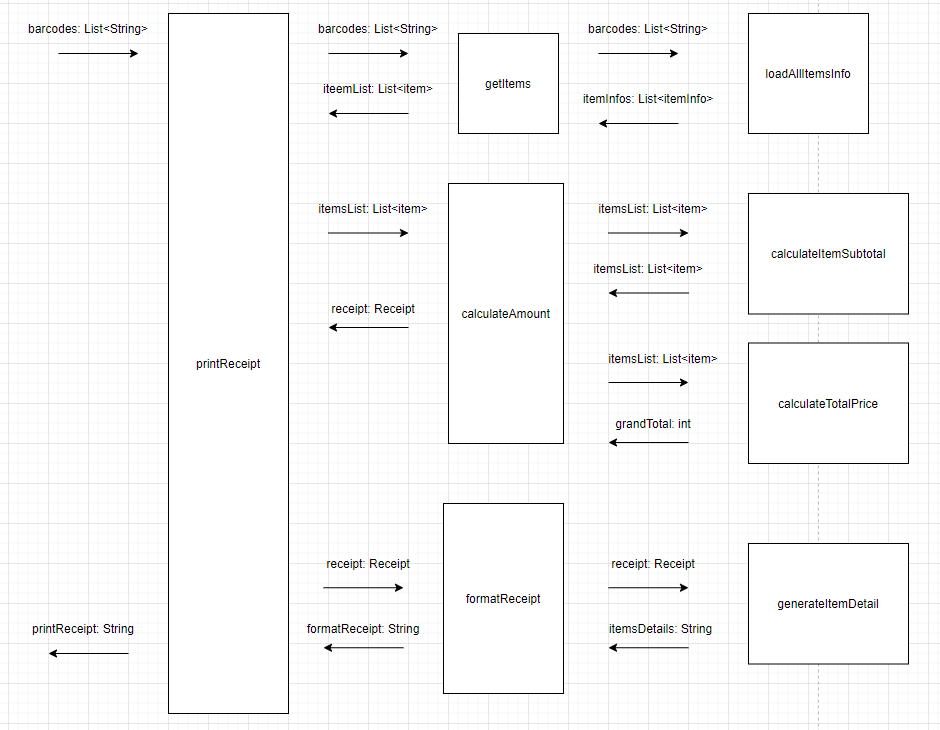 barcodes: List<String>
barcodes: List<String>
barcodes: List<String>
loadAllItemsInfo
getItems
iteemList: List<item>
itemInfos: List<itemInfo>
itemsList: List<item>
itemsList: List<item>
calculateItemSubtotal
itemsList: List<item>
receipt: Receipt
calculateAmount
printReceipt
itemsList: List<item>
calculateTotalPrice
grandTotal: int
receipt: Receipt
receipt: Receipt
formatReceipt
generateItemDetail
printReceipt: String
formatReceipt: String
itemsDetails: String